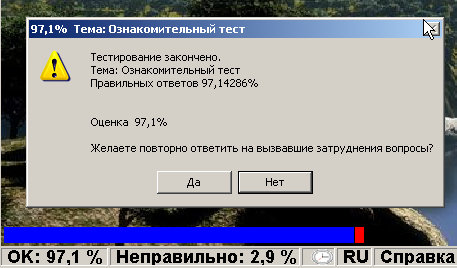 97,1% Тема: Ознакомительный тест
Тестирование закончено.
Тема: Ознакомительный тест
Правильных ответов 97,14286%
Оценка 97,1%
Желаете повторно ответить на вызвавшие затруднения вопросы?
Да Нет
OK: 97,1 % Неправильно: 2,9 % RU Справка